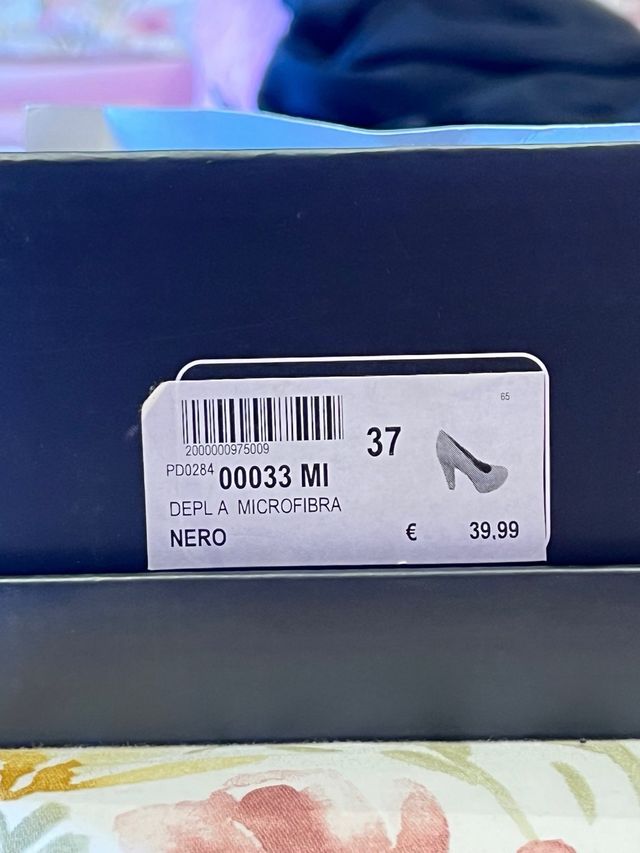 65
2000000975009
37
PD0284 00033 MI
DEPL A MICROFIBRA
NERO € 39,99